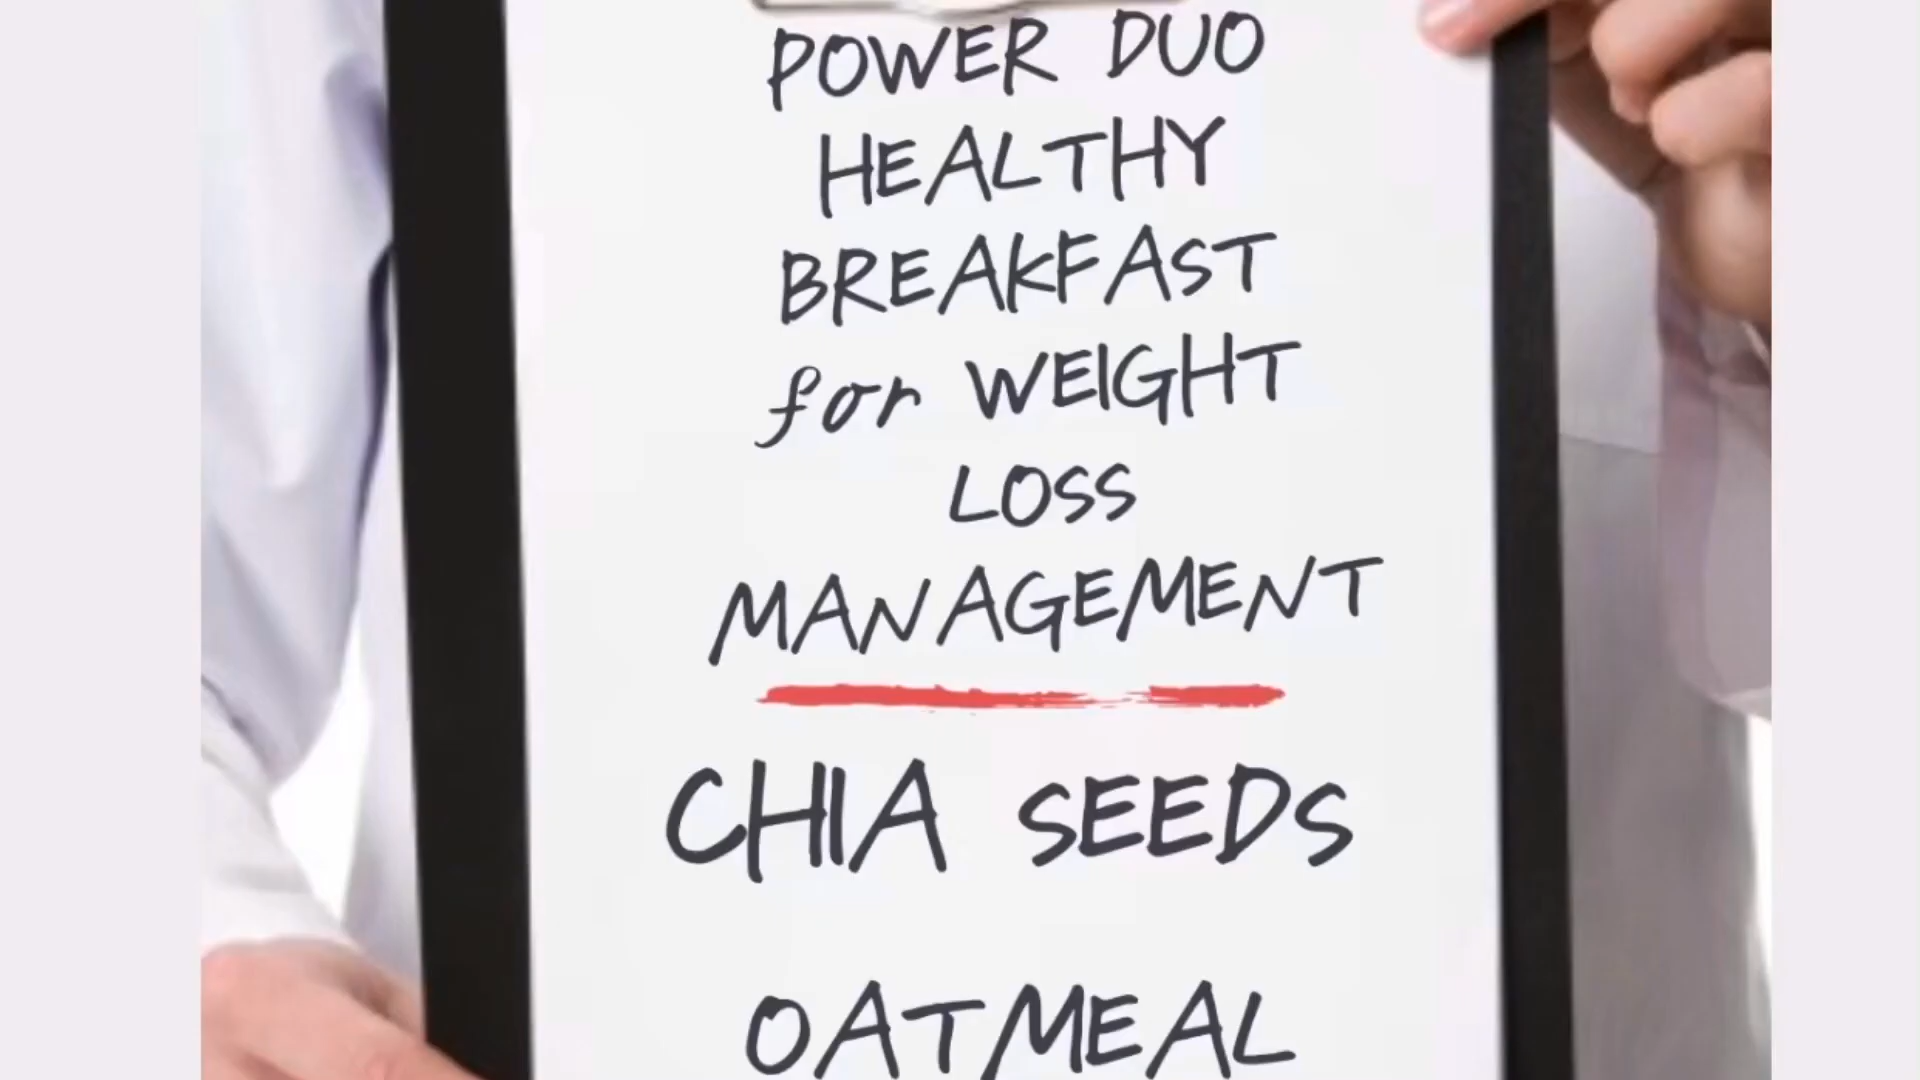 POWER DUO
HEALTHY
BREAKFAST
for WEIGHT
LOSS
MANAGEMENT
CHIA SEEDS
OATMEAL